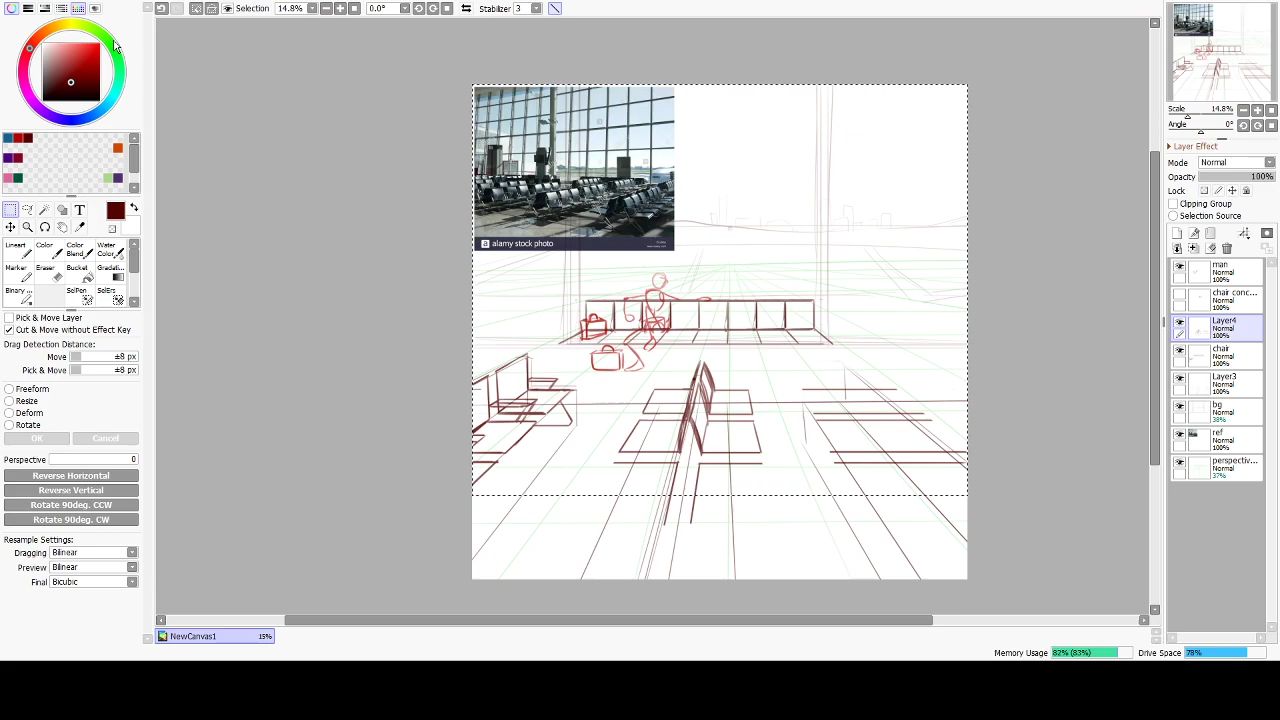 Selection
14.8%
0.0°
Stabilizer 3
Lineart
Color
Color Blend
Water Color
Marker
Eraser
Bucket
Gradati...
Binary ...
SelPen
SelErs
Pick & Move Layer
Cut & Move without Effect Key
Drag Detection Distance:
Move ±8 px
Pick & Move ±8 px
Freeform
Resize
Deform
Rotate
OK Cancel
Perspective 0
Reverse Horizontal
Reverse Vertical
Rotate 90deg. CCW
Rotate 90deg. CW
Resample Settings:
Dragging Bilinear
Preview Bilinear
Final Bicubic
a alamy stock photo
NewCanvas1 15%
Scale 14.8%
Angle 0°
Layer Effect
Mode Normal
Opacity 100%
Lock
Clipping Group
Selection Source
man
Normal
100%
chair conc...
Normal
100%
Layer4
Normal
100%
chair
Normal
100%
Layer3
Normal
100%
bg
Normal
38%
ref
Normal
100%
perspectiv...
Normal
37%
Memory Usage 82% (83%) Drive Space 78%